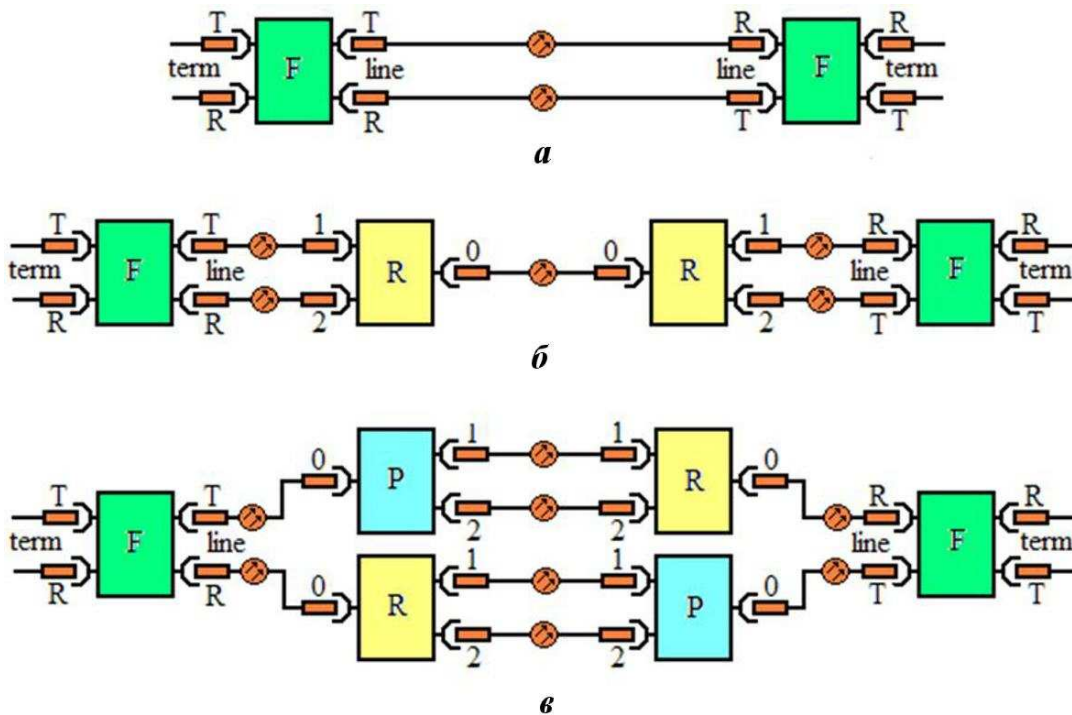 T T R R
F F
term line line term
R R T T
а
T T 1 0 0 1 R R
F R R F
term line line term
R R 2 2 T T
б
0 1 1 0
P R
T T 2 2 R R
F F
term line line term
R R 0 1 1 0 T T
R P
2 2
в